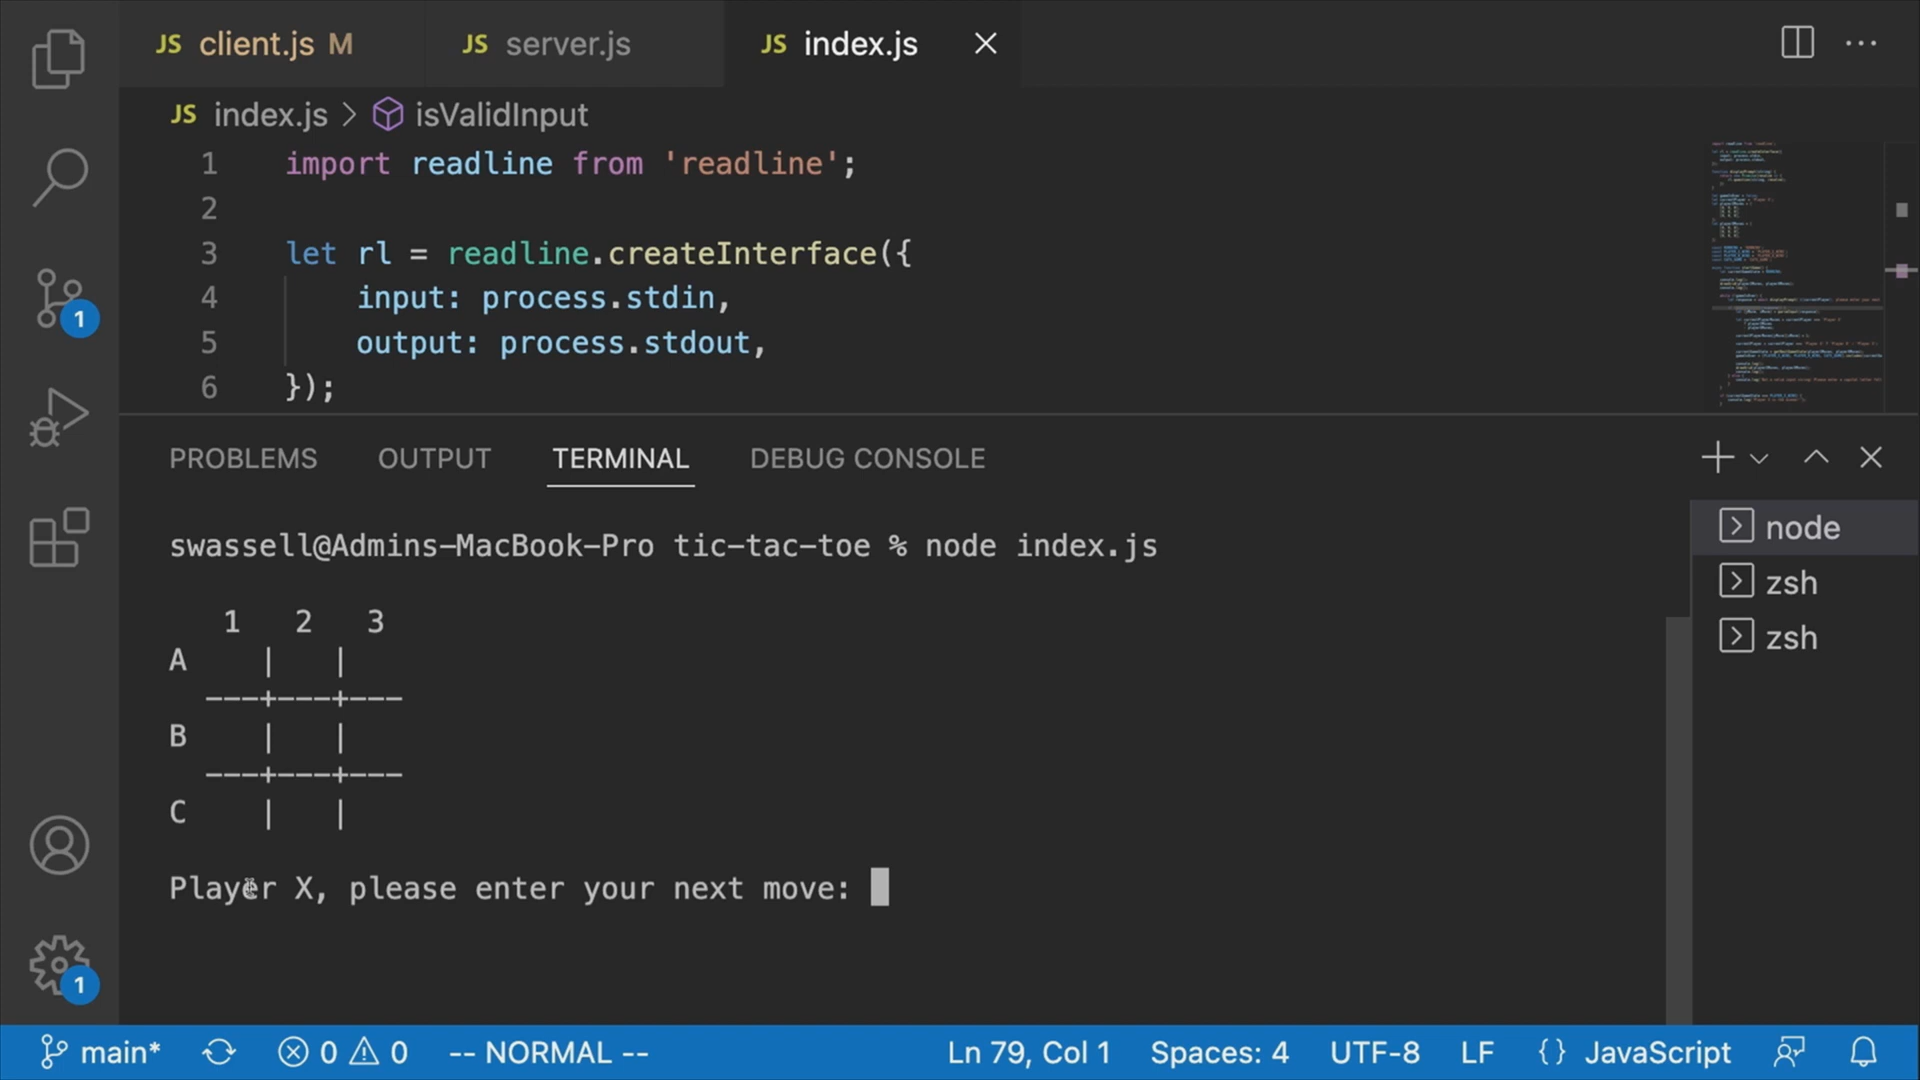 JS client.js M JS server.js JS index.js
JS index.js > isValidInput
1 import readline from 'readline';
2
3 let rl = readline.createInterface({
4 input: process.stdin,
5 output: process.stdout,
6 });
PROBLEMS OUTPUT TERMINAL DEBUG CONSOLE
swassell@Admins-MacBook-Pro tic-tac-toe % node index.js
1 2 3
A | |
---+---+---
B | |
---+---+---
C | |
Player X, please enter your next move:
node
zsh
zsh
1
1
main* 0 0 -- NORMAL -- Ln 79, Col 1 Spaces: 4 UTF-8 LF {} JavaScript